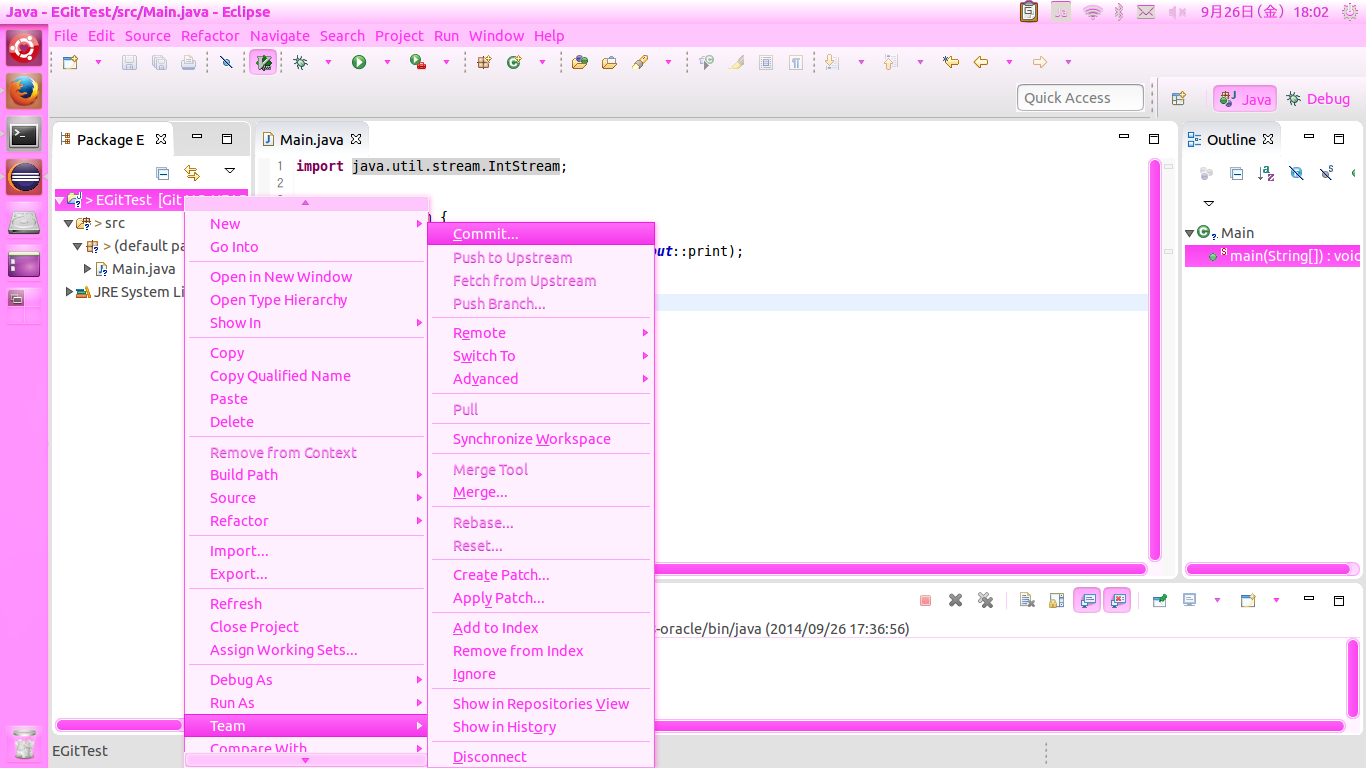 Java - EGitTest/src/Main.java - Eclipse
Ja
9月26日(金) 18:02
File Edit Source Refactor Navigate Search Project Run Window Help
Quick Access
Java
Debug
Package E
Main.java
Outline
1 import java.util.stream.IntStream;
2
> EGitTest [Git
{
out::print);
> src
> (default pa
Main.java
JRE System Li
New
Go Into
Open in New Window
Open Type Hierarchy
Show In
Copy
Copy Qualified Name
Paste
Delete
Remove from Context
Build Path
Source
Refactor
Import...
Export...
Refresh
Close Project
Assign Working Sets...
Debug As
Run As
Team
Compare With
Commit...
Push to Upstream
Fetch from Upstream
Push Branch...
Remote
Switch To
Advanced
Pull
Synchronize Workspace
Merge Tool
Merge...
Rebase...
Reset...
Create Patch...
Apply Patch...
Add to Index
Remove from Index
Ignore
Show in Repositories View
Show in History
Disconnect
Main
main(String[]) : void
-oracle/bin/java (2014/09/26 17:36:56)
EGitTest